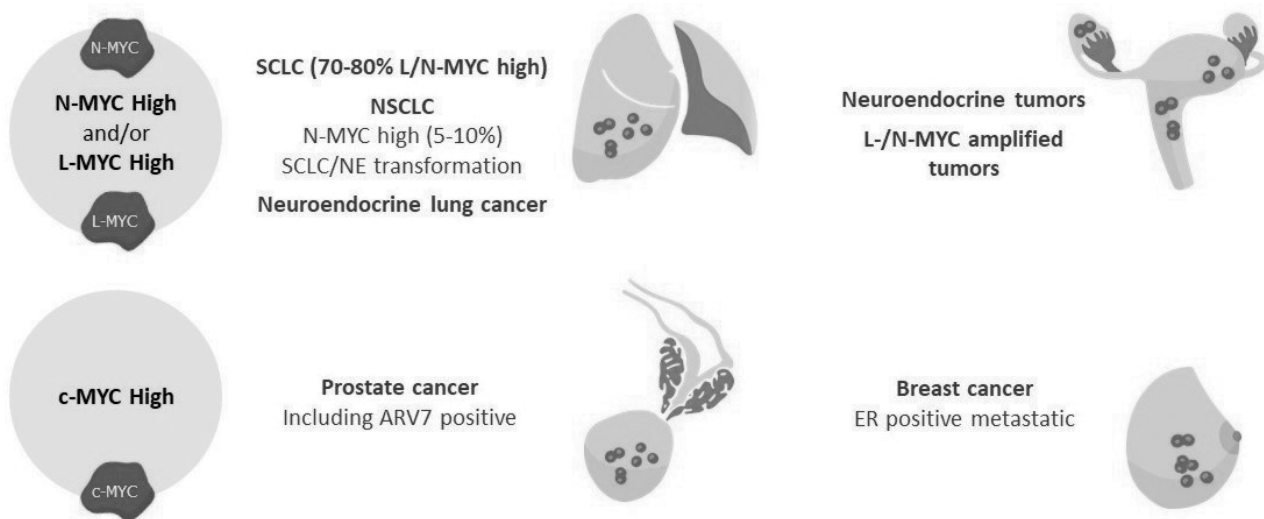 N-MYC
N-MYC High
and/or
L-MYC High
L-MYC
SCLC (70-80% L/N-MYC high)
NSCLC
N-MYC high (5-10%)
SCLC/NE transformation
Neuroendocrine lung cancer
Neuroendocrine tumors
L-/N-MYC amplified
tumors
c-MYC High
c-MYC
Prostate cancer
Including ARV7 positive
Breast cancer
ER positive metastatic